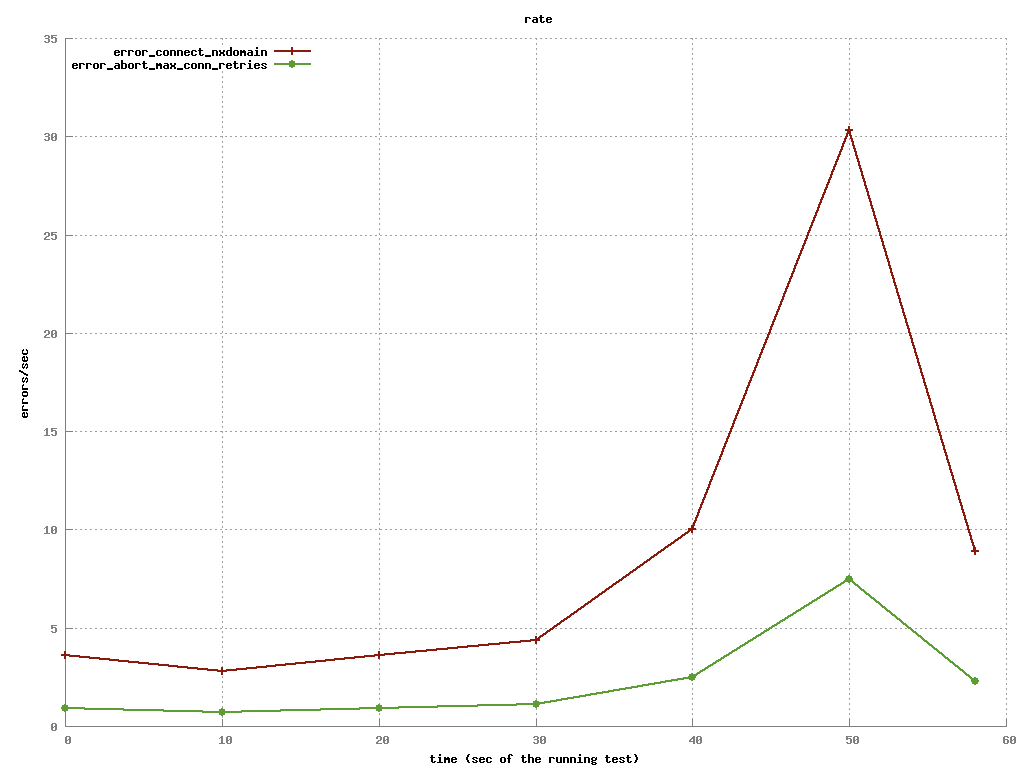 rate
error_connect_nxdomain
error_abort_max_conn_retries
35
30
25
20
15
10
5
0
errors/sec
0 10 20 30 40 50 60
time (sec of the running test)